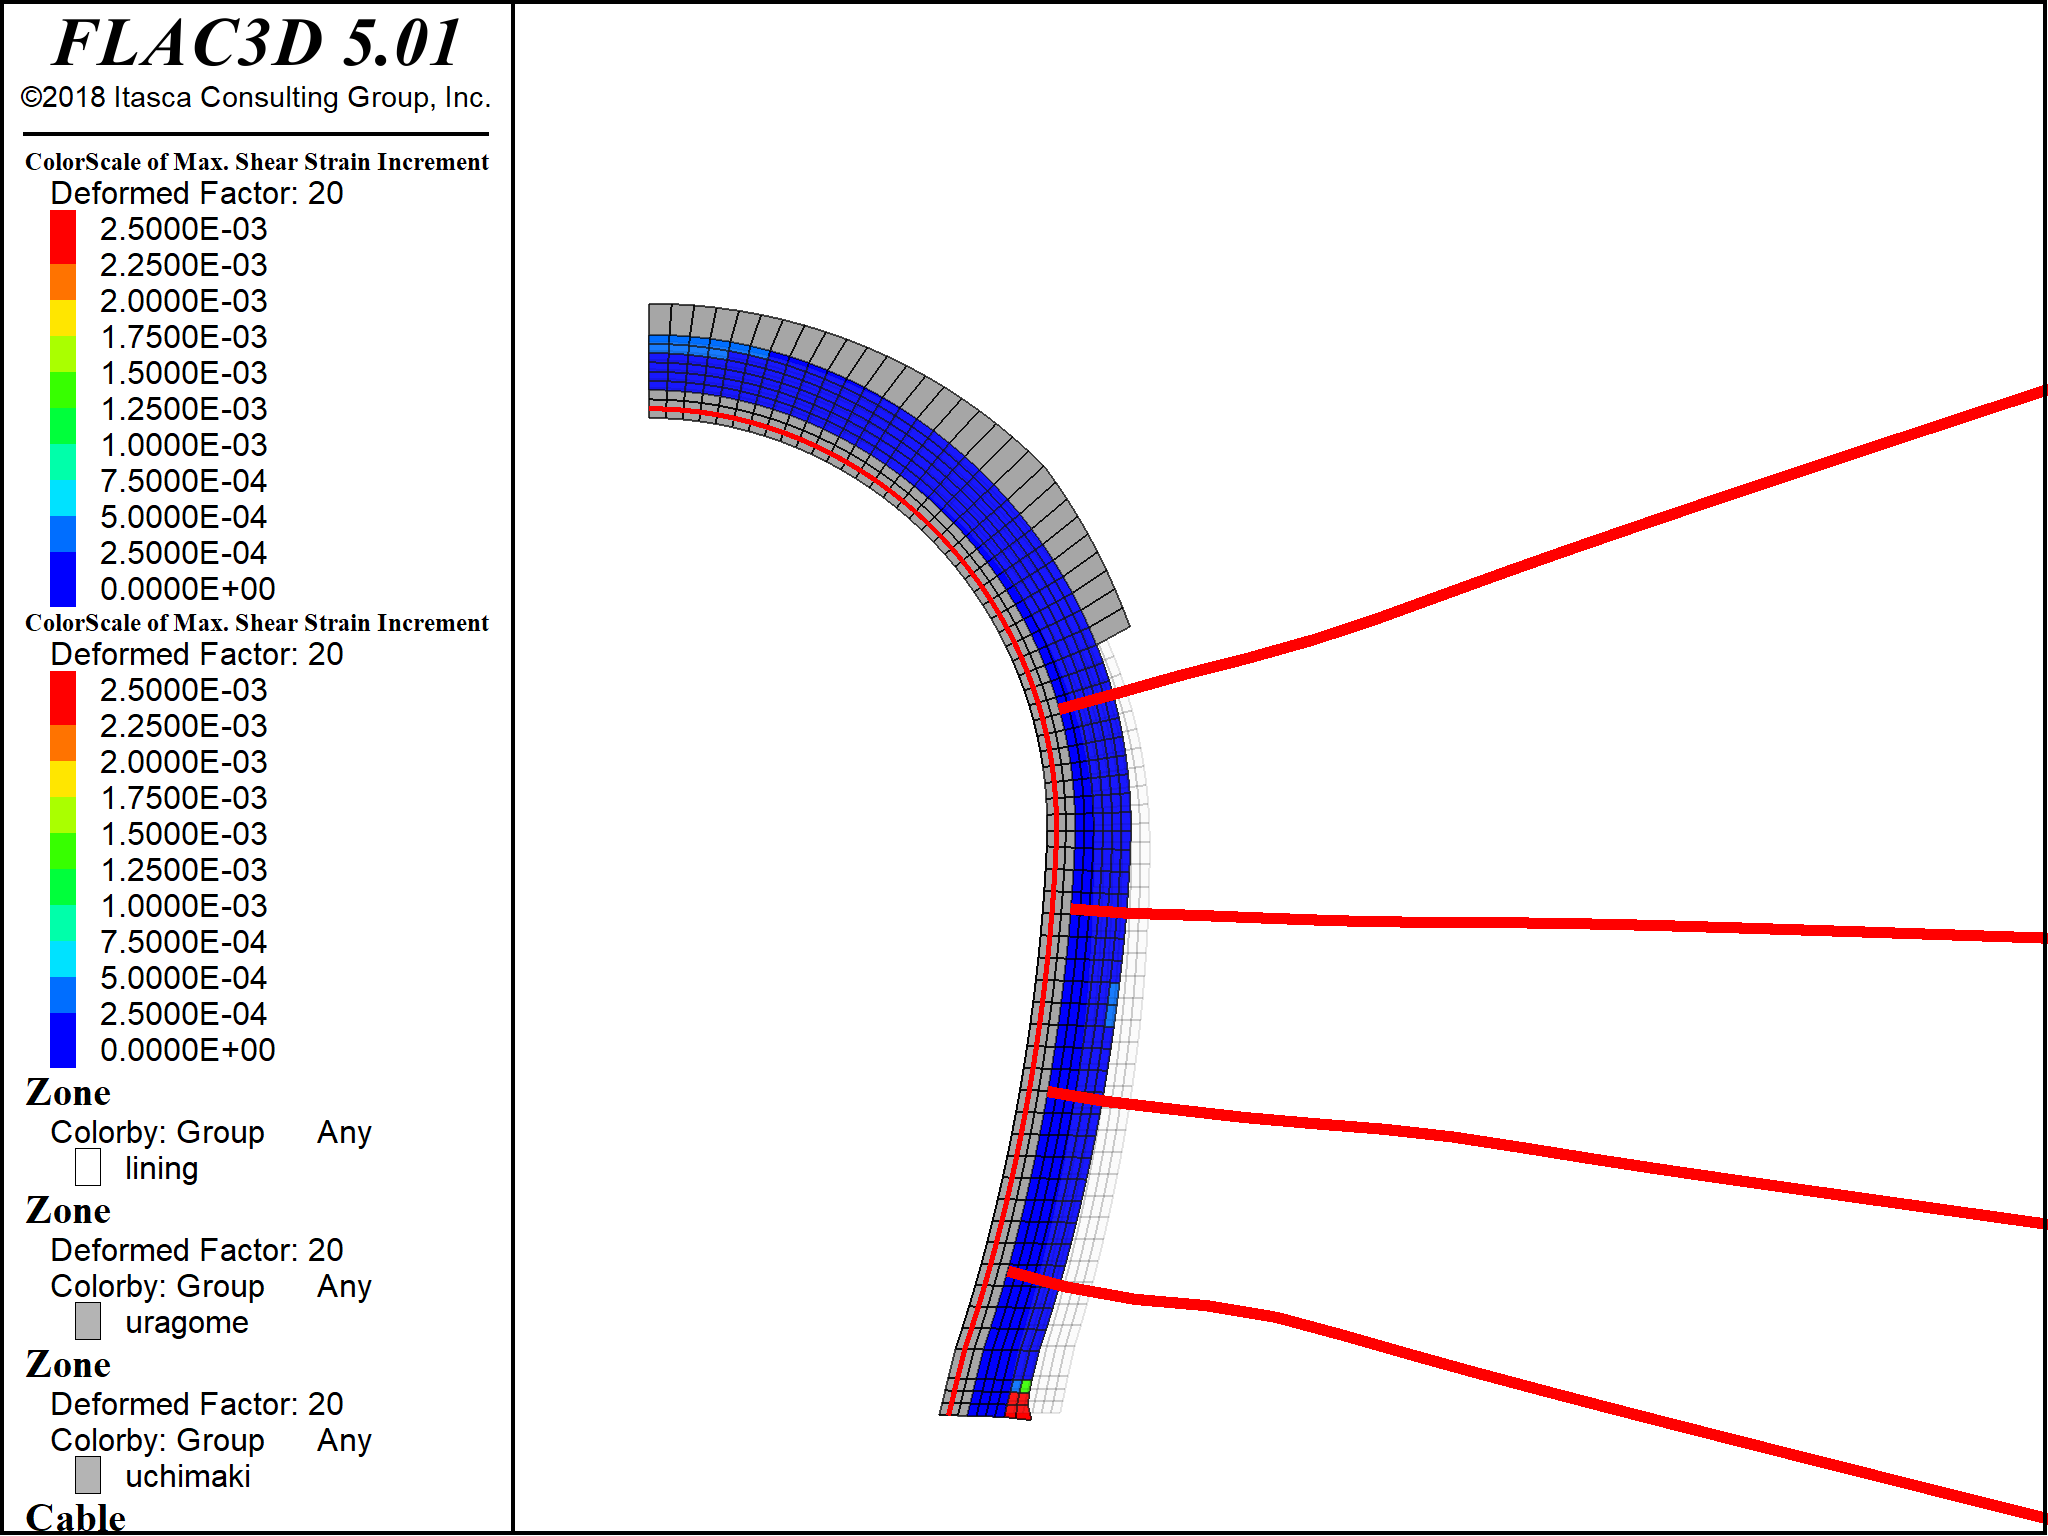 FLAC3D 5.01
©2018 Itasca Consulting Group, Inc.
ColorScale of Max. Shear Strain Increment
Deformed Factor: 20
2.5000E-03
2.2500E-03
2.0000E-03
1.7500E-03
1.5000E-03
1.2500E-03
1.0000E-03
7.5000E-04
5.0000E-04
2.5000E-04
0.0000E+00
ColorScale of Max. Shear Strain Increment
Deformed Factor: 20
2.5000E-03
2.2500E-03
2.0000E-03
1.7500E-03
1.5000E-03
1.2500E-03
1.0000E-03
7.5000E-04
5.0000E-04
2.5000E-04
0.0000E+00
Zone
Colorby: Group Any
lining
Zone
Deformed Factor: 20
Colorby: Group Any
uragome
Zone
Deformed Factor: 20
Colorby: Group Any
uchimaki
Cable